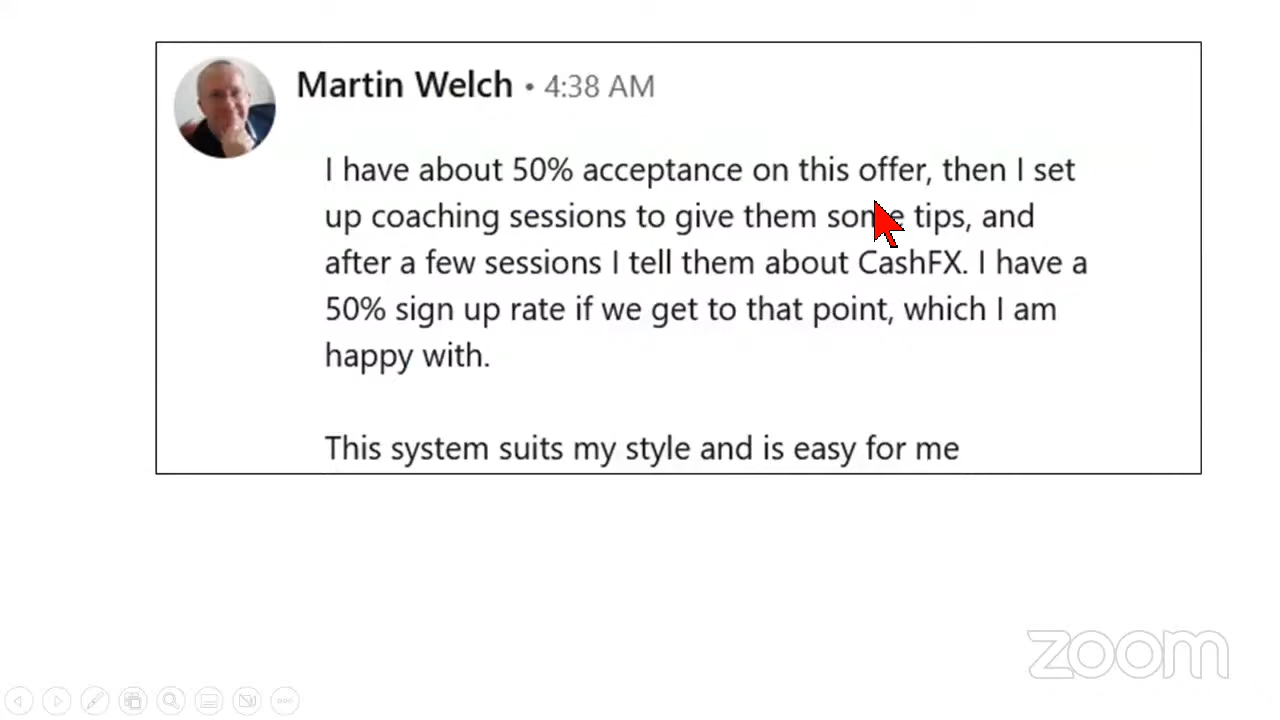 Martin Welch • 4:38 AM
I have about 50% acceptance on this offer, then I set
up coaching sessions to give them some tips, and
after a few sessions I tell them about CashFX. I have a
50% sign up rate if we get to that point, which I am
happy with.
This system suits my style and is easy for me
zoom